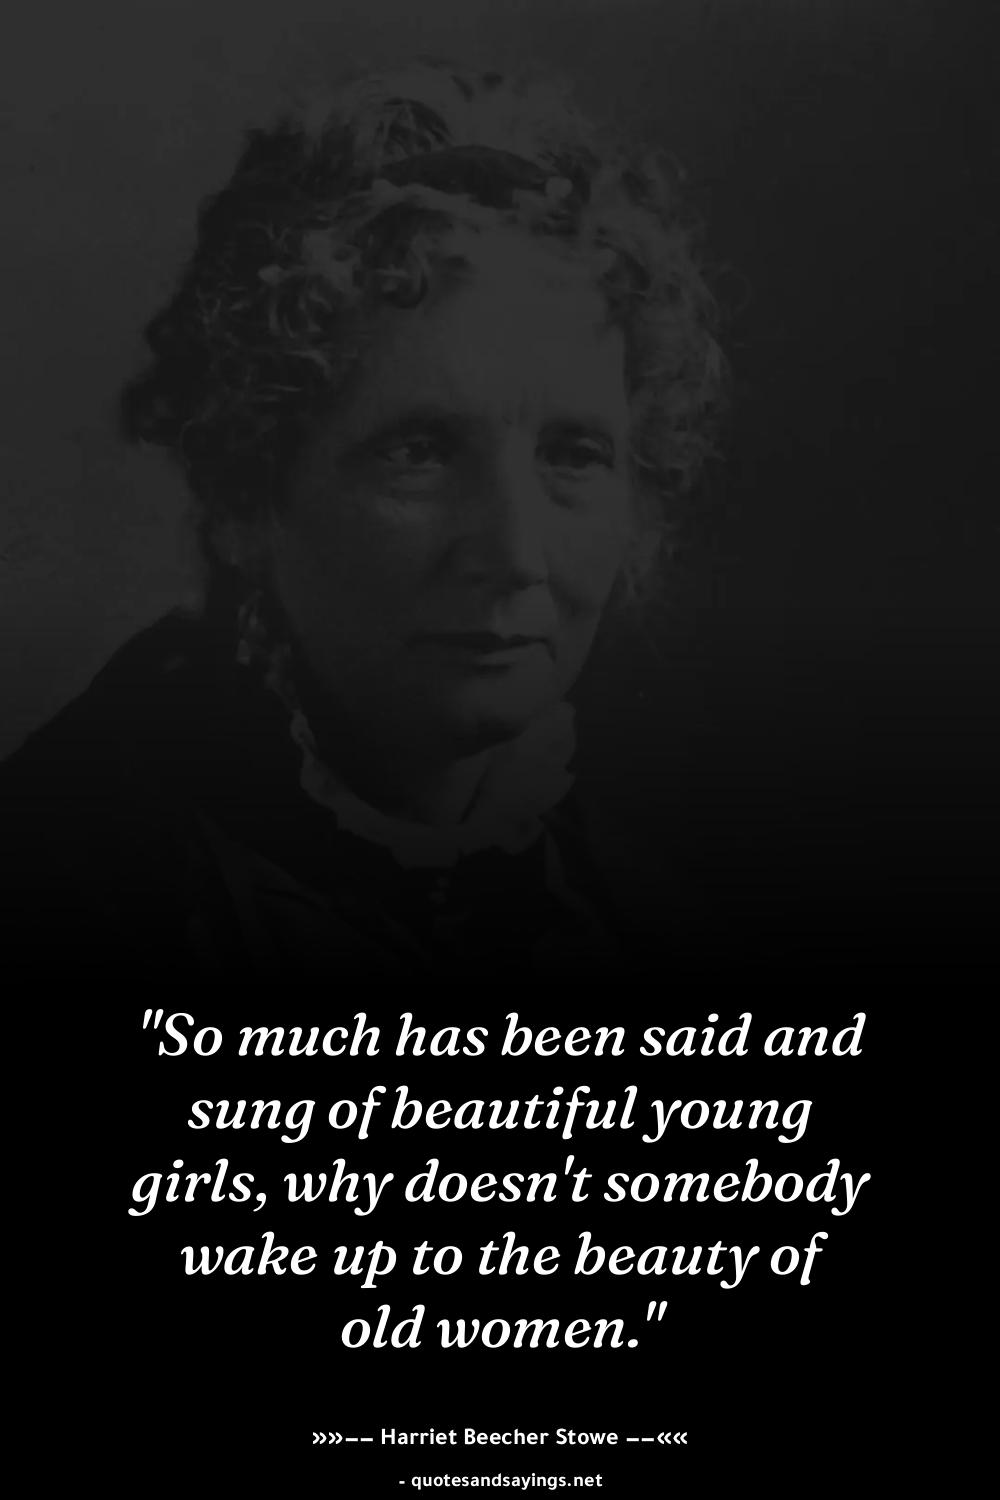 "So much has been said and
sung of beautiful young
girls, why doesn't somebody
wake up to the beauty of
old women."
»»−− Harriet Beecher Stowe −−««
- quotesandsayings.net